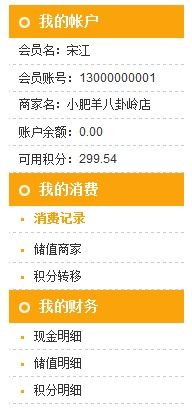 我的帐户
会员名：宋江
会员账号：13000000001
商家名：小肥羊八卦岭店
账户余额：0.00
可用积分：299.54
我的消费
消费记录
储值商家
积分转移
我的财务
现金明细
储值明细
积分明细